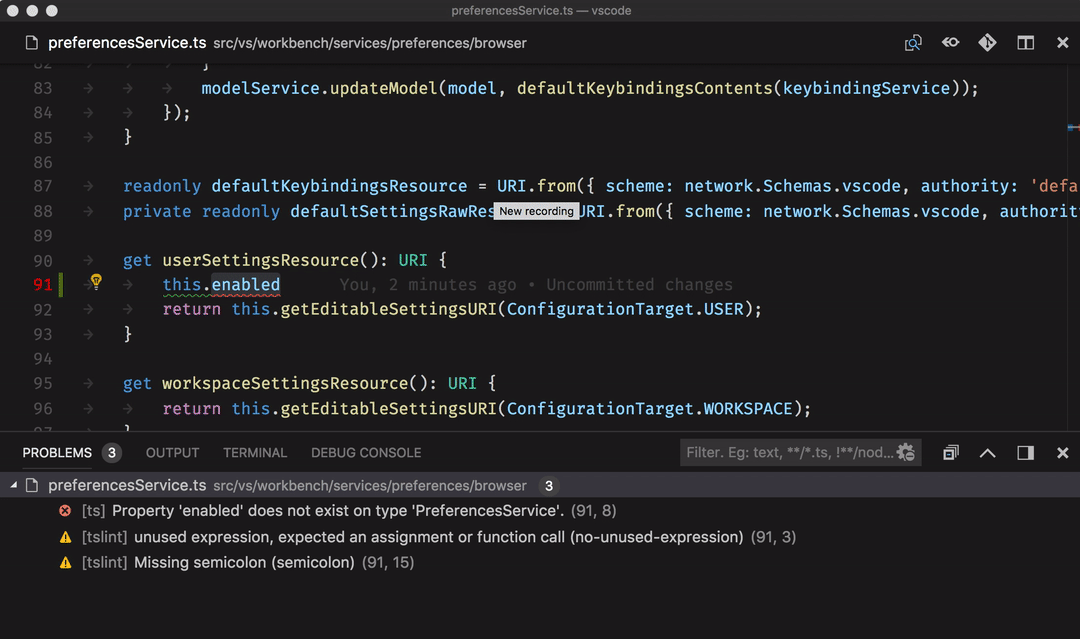 preferencesService.ts — vscode
preferencesService.ts src/vs/workbench/services/preferences/browser
82 }
83 modelService.updateModel(model, defaultKeybindingsContents(keybindingService));
84 });
85 }
86
87 readonly defaultKeybindingsResource = URI.from({ scheme: network.Schemas.vscode, authority: 'defa
88 private readonly defaultSettingsRawRes New recording URI.from({ scheme: network.Schemas.vscode, authorit
89
90 get userSettingsResource(): URI {
91 this.enabled You, 2 minutes ago • Uncommitted changes
92 return this.getEditableSettingsURI(ConfigurationTarget.USER);
93 }
94
95 get workspaceSettingsResource(): URI {
96 return this.getEditableSettingsURI(ConfigurationTarget.WORKSPACE);
97 }
PROBLEMS 3 OUTPUT TERMINAL DEBUG CONSOLE Filter. Eg: text, **/*.ts, !**/nod...
preferencesService.ts src/vs/workbench/services/preferences/browser 3
[ts] Property 'enabled' does not exist on type 'PreferencesService'. (91, 8)
[tslint] unused expression, expected an assignment or function call (no-unused-expression) (91, 3)
[tslint] Missing semicolon (semicolon) (91, 15)